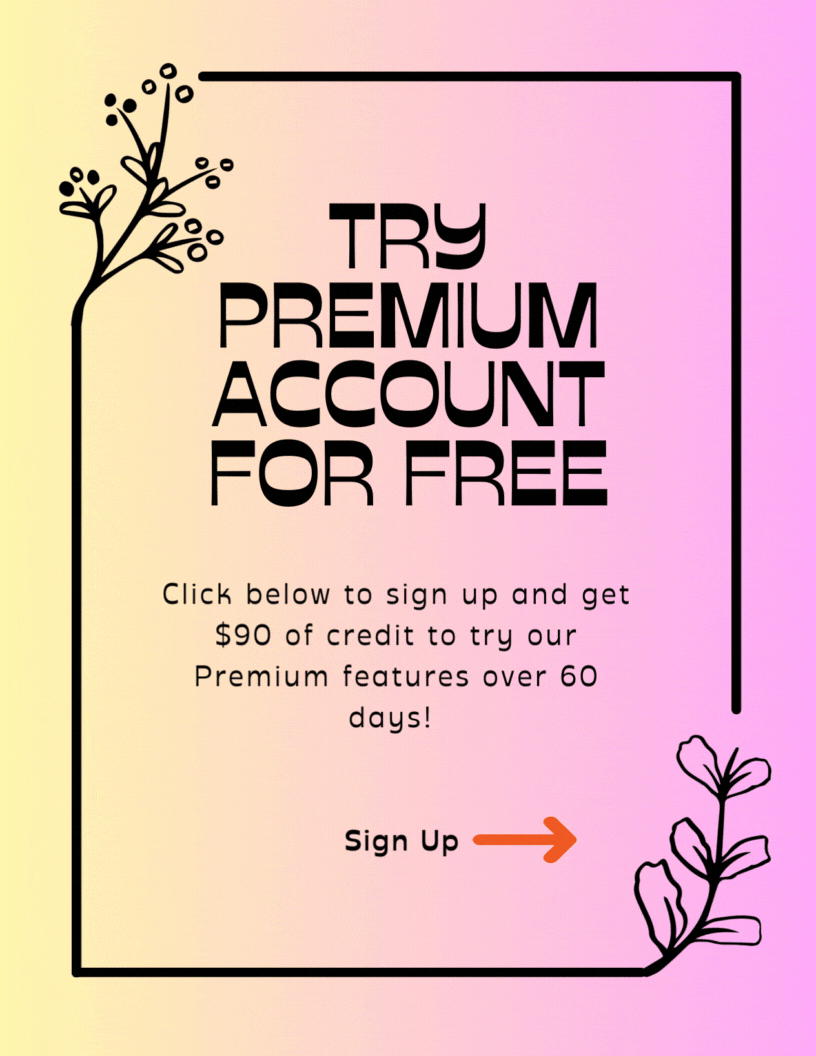 TRY
PREMIUM
ACCOUNT
FOR FREE
Click below to sign up and get
$90 of credit to try our
Premium features over 60
days!
Sign Up